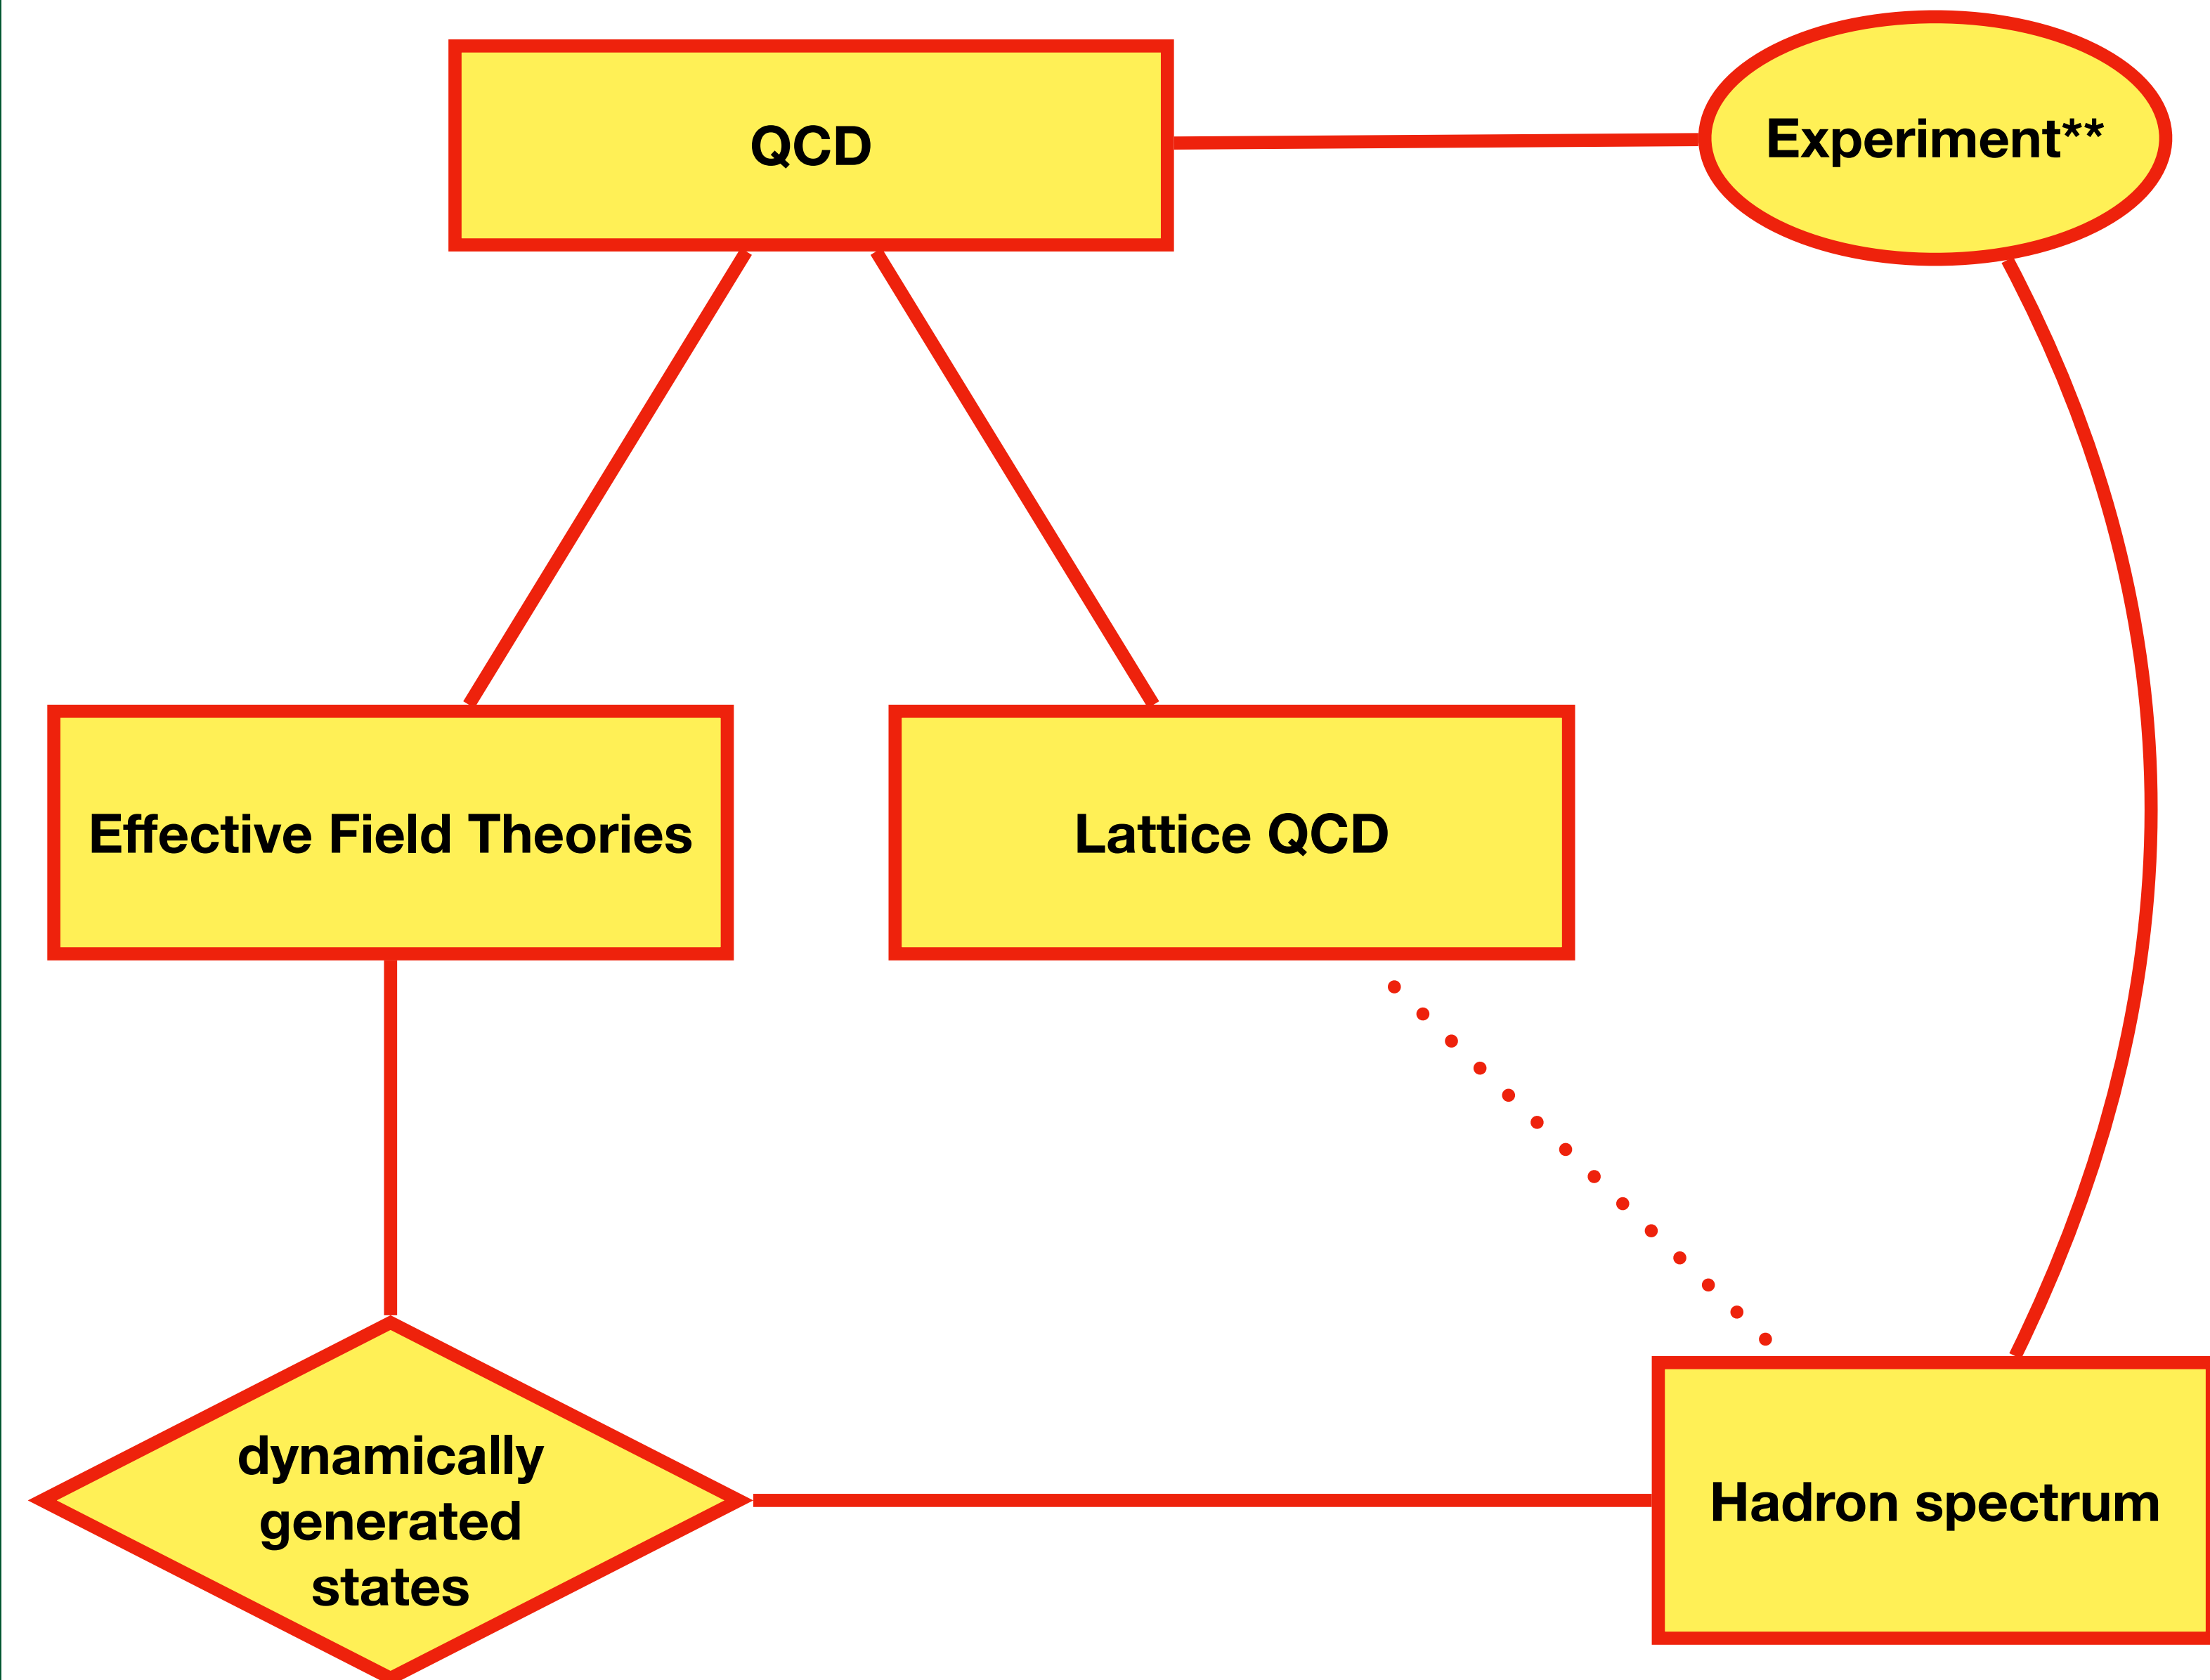 QCD
Experiment**
Effective Field Theories
Lattice QCD
dynamically
generated
states
Hadron spectrum